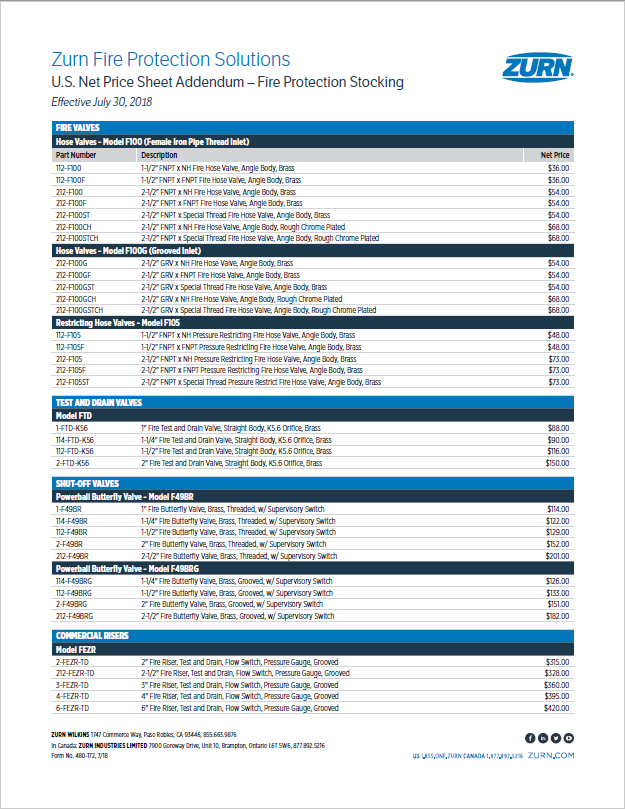 Zurn Fire Protection Solutions
U.S. Net Price Sheet Addendum – Fire Protection Stocking
Effective July 30, 2018
ZURN
FIRE VALVES
Hose Valves - Model F100 (Female Iron Pipe Thread Inlet)
Part Number Description Net Price
112-F100 1-1/2" FNPT x NH Fire Hose Valve, Angle Body, Brass $36.00
112-F100F 1-1/2" FNPT x FNPT Fire Hose Valve, Angle Body, Brass $36.00
212-F100 2-1/2" FNPT x NH Fire Hose Valve, Angle Body, Brass $54.00
212-F100F 2-1/2" FNPT x FNPT Fire Hose Valve, Angle Body, Brass $54.00
212-F100ST 2-1/2" FNPT x Special Thread Fire Hose Valve, Angle Body, Brass $54.00
212-F100CH 2-1/2" FNPT x NH Fire Hose Valve, Angle Body, Rough Chrome Plated $68.00
212-F100STCH 2-1/2" FNPT x Special Thread Fire Hose Valve, Angle Body, Rough Chrome Plated $68.00
Hose Valves - Model F100G (Grooved Inlet)
212-F100G 2-1/2" GRV x NH Fire Hose Valve, Angle Body, Brass $54.00
212-F100GF 2-1/2" GRV x FNPT Fire Hose Valve, Angle Body, Brass $54.00
212-F100GST 2-1/2" GRV x Special Thread Fire Hose Valve, Angle Body, Brass $54.00
212-F100GCH 2-1/2" GRV x NH Fire Hose Valve, Angle Body, Rough Chrome Plated $68.00
212-F100GSTCH 2-1/2" GRV x Special Thread Fire Hose Valve, Angle Body, Rough Chrome Plated $68.00
Restricting Hose Valves - Model F105
112-F105 1-1/2" FNPT x NH Pressure Restricting Fire Hose Valve, Angle Body, Brass $48.00
112-F105F 1-1/2" FNPT x FNPT Pressure Restricting Fire Hose Valve, Angle Body, Brass $48.00
212-F105 2-1/2" FNPT x NH Pressure Restricting Fire Hose Valve, Angle Body, Brass $73.00
212-F105F 2-1/2" FNPT x FNPT Pressure Restricting Fire Hose Valve, Angle Body, Brass $73.00
212-F105ST 2-1/2" FNPT x Special Thread Pressure Restrict Fire Hose Valve, Angle Body, Brass $73.00
TEST AND DRAIN VALVES
Model FTD
1-FTD-K56 1" Fire Test and Drain Valve, Straight Body, K5.6 Orifice, Brass $88.00
114-FTD-K56 1-1/4" Fire Test and Drain Valve, Straight Body, K5.6 Orifice, Brass $90.00
112-FTD-K56 1-1/2" Fire Test and Drain Valve, Straight Body, K5.6 Orifice, Brass $116.00
2-FTD-K56 2" Fire Test and Drain Valve, Straight Body, K5.6 Orifice, Brass $150.00
SHUT-OFF VALVES
Powerball Butterfly Valve - Model F49BR
1-F49BR 1" Fire Butterfly Valve, Brass, Threaded, w/ Supervisory Switch $114.00
114-F49BR 1-1/4" Fire Butterfly Valve, Brass, Threaded, w/ Supervisory Switch $122.00
112-F49BR 1-1/2" Fire Butterfly Valve, Brass, Threaded, w/ Supervisory Switch $129.00
2-F49BR 2" Fire Butterfly Valve, Brass, Threaded, w/ Supervisory Switch $152.00
212-F49BR 2-1/2" Fire Butterfly Valve, Brass, Threaded, w/ Supervisory Switch $201.00
Powerball Butterfly Valve - Model F49BRG
114-F49BRG 1-1/4" Fire Butterfly Valve, Brass, Grooved, w/ Supervisory Switch $126.00
112-F49BRG 1-1/2" Fire Butterfly Valve, Brass, Grooved, w/ Supervisory Switch $133.00
2-F49BRG 2" Fire Butterfly Valve, Brass, Grooved, w/ Supervisory Switch $151.00
212-F49BRG 2-1/2" Fire Butterfly Valve, Brass, Grooved, w/ Supervisory Switch $182.00
COMMERCIAL RISERS
Model FEZR
2-FEZR-TD 2" Fire Riser, Test and Drain, Flow Switch, Pressure Gauge, Grooved $315.00
212-FEZR-TD 2-1/2" Fire Riser, Test and Drain, Flow Switch, Pressure Gauge, Grooved $328.00
3-FEZR-TD 3" Fire Riser, Test and Drain, Flow Switch, Pressure Gauge, Grooved $360.00
4-FEZR-TD 4" Fire Riser, Test and Drain, Flow Switch, Pressure Gauge, Grooved $395.00
6-FEZR-TD 6" Fire Riser, Test and Drain, Flow Switch, Pressure Gauge, Grooved $420.00
ZURN WILKINS 1747 Commerce Way, Paso Robles, CA 93446, 855.663.9876
In Canada: ZURN INDUSTRIES LIMITED 7900 Goreway Drive, Unit 10, Brampton, Ontario L6T 5W6, 877.892.5216
Form No. 480-172, 7/18
US 1.855.ONE.ZURN CANADA 1.877.892.5216 ZURN.COM